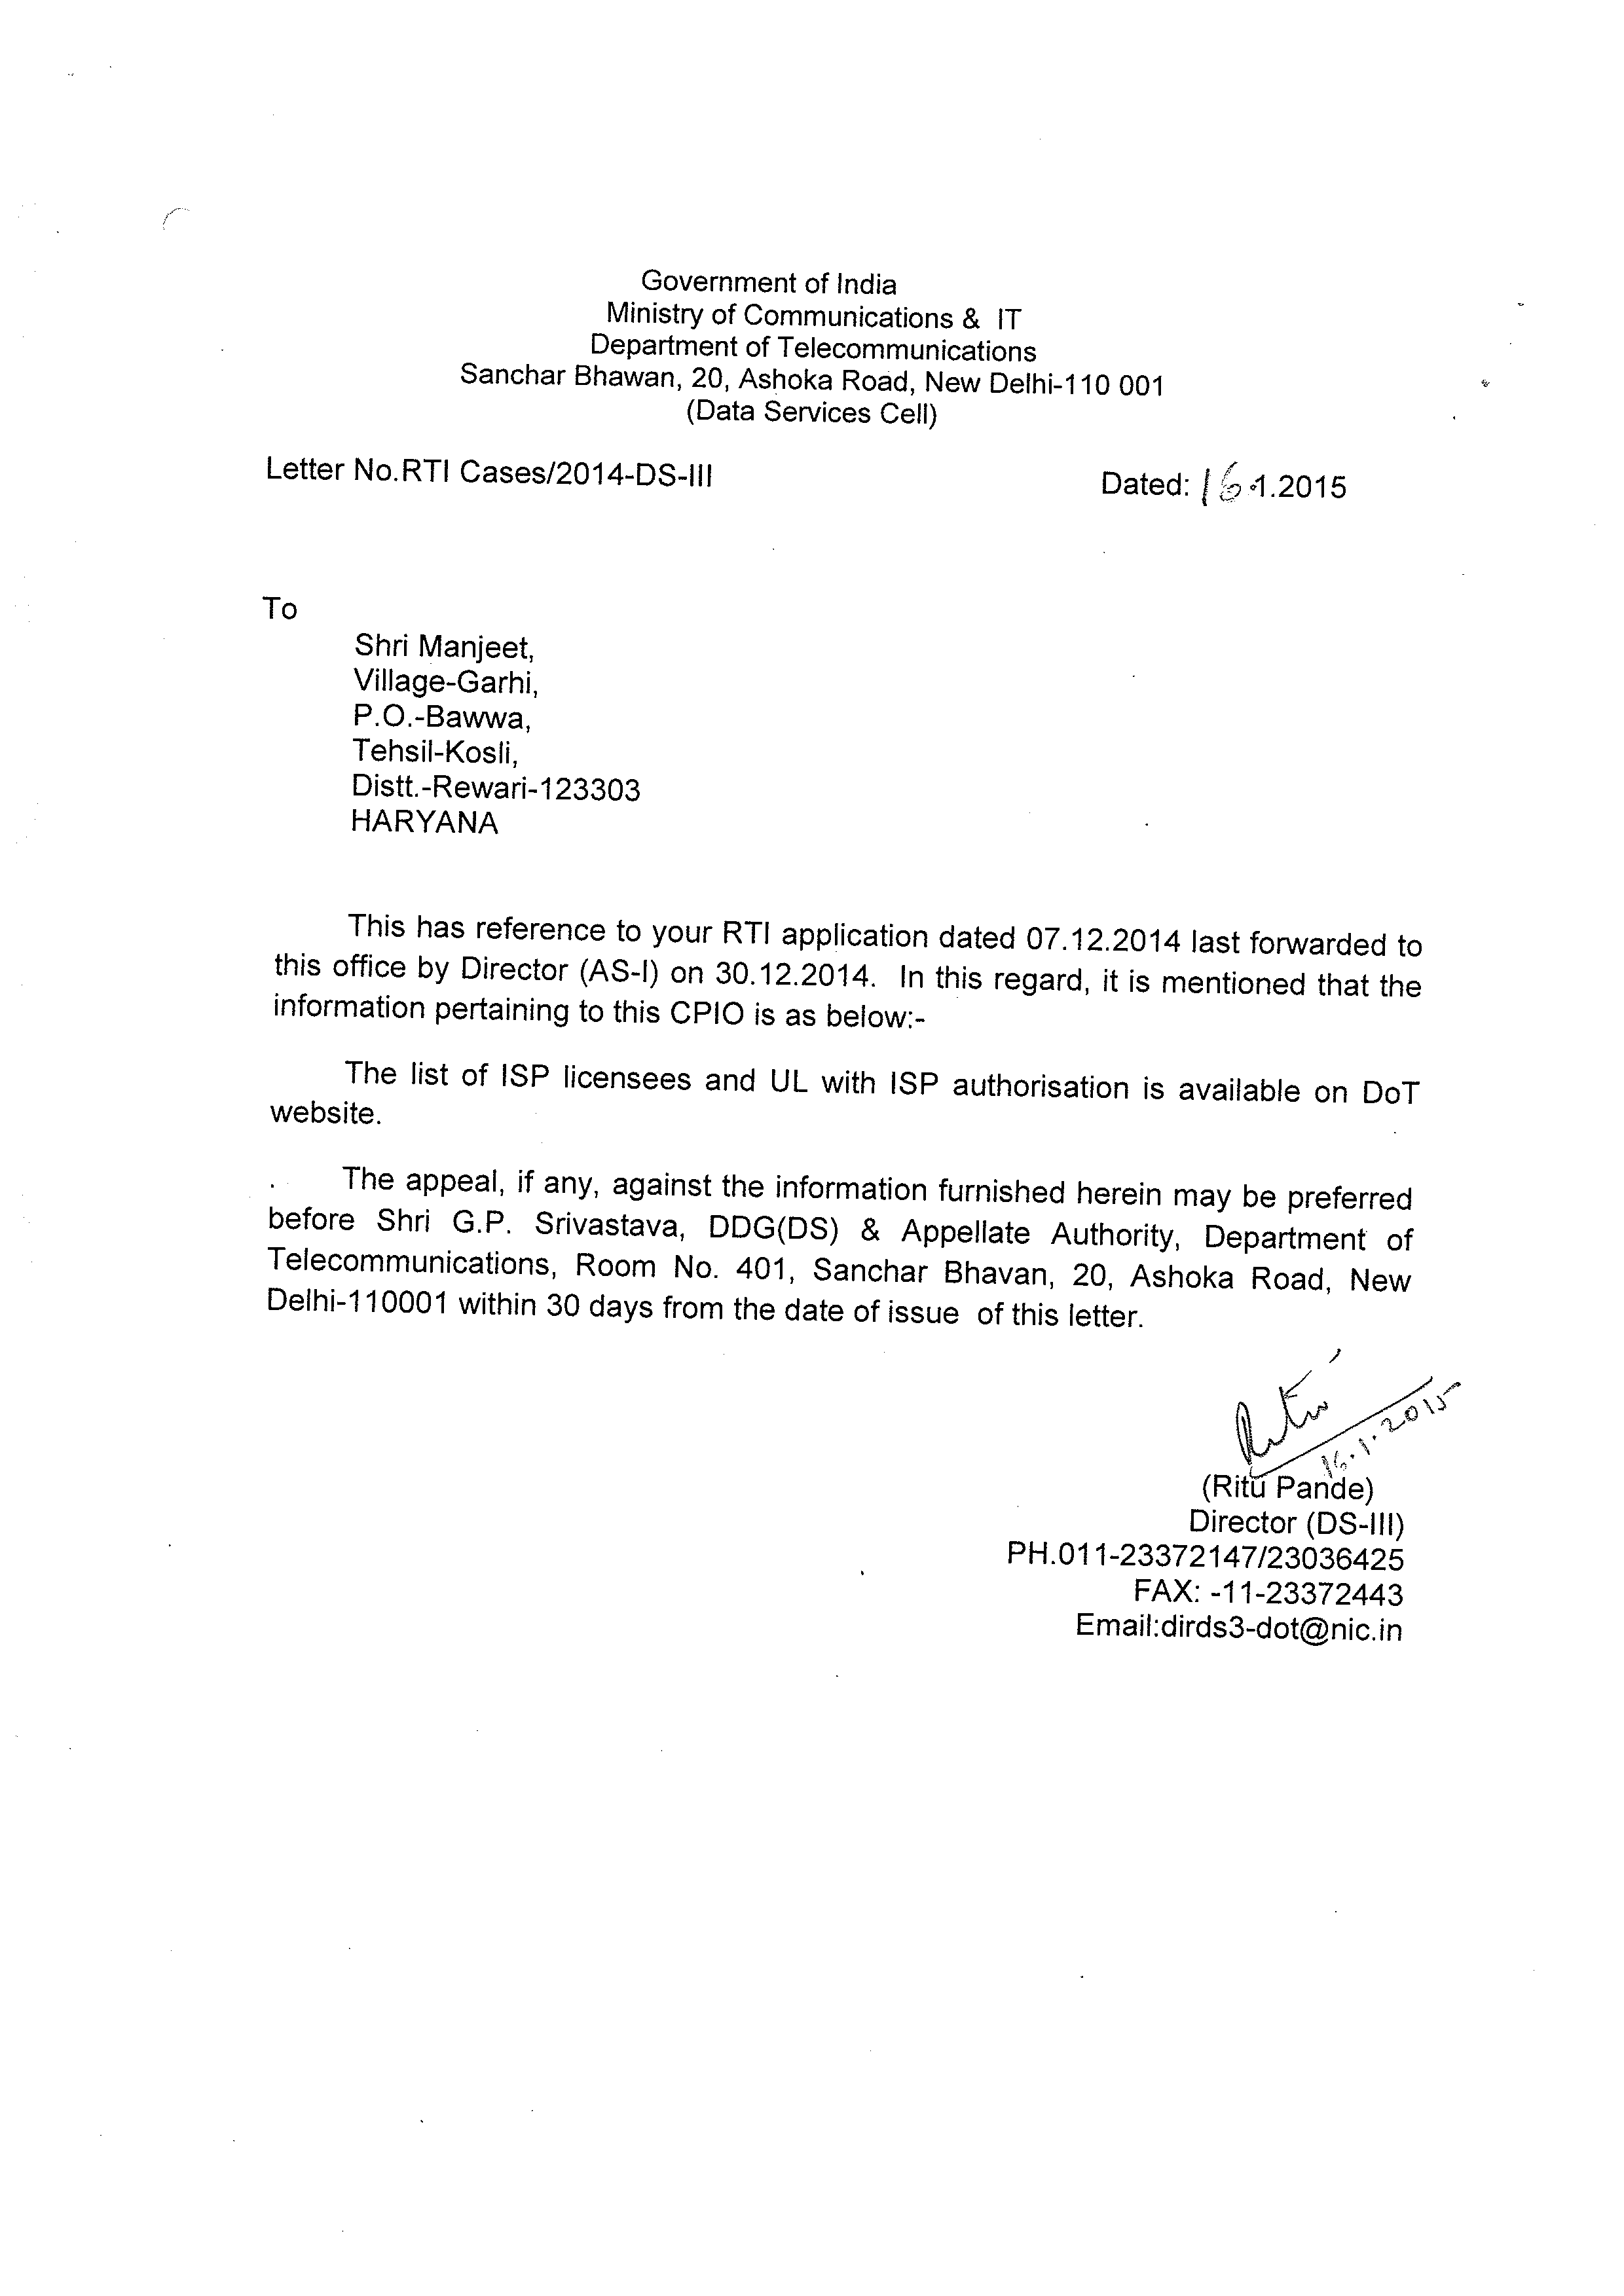 Government of India
Ministry of Communications & IT
Department of Telecommunications
Sanchar Bhawan, 20, Ashoka Road, New Delhi-110 001
(Data Services Cell)
Letter No.RTI Cases/2014-DS-III
Dated: 16.1.2015
To
Shri Manjeet,
Village-Garhi,
P.O.-Bawwa,
Tehsil-Kosli,
Distt.-Rewari-123303
HARYANA
This has reference to your RTI application dated 07.12.2014 last forwarded to
this office by Director (AS-I) on 30.12.2014. In this regard, it is mentioned that the
information pertaining to this CPIO is as below:-
The list of ISP licensees and UL with ISP authorisation is available on DoT
website.
The appeal, if any, against the information furnished herein may be preferred
before Shri G.P. Srivastava, DDG(DS) & Appellate Authority, Department of
Telecommunications, Room No. 401, Sanchar Bhavan, 20, Ashoka Road, New
Delhi-110001 within 30 days from the date of issue of this letter.
Ritu
16.1.2015
(Ritu Pande)
Director (DS-III)
PH.011-23372147/23036425
FAX: -11-23372443
Email:dirds3-dot@nic.in